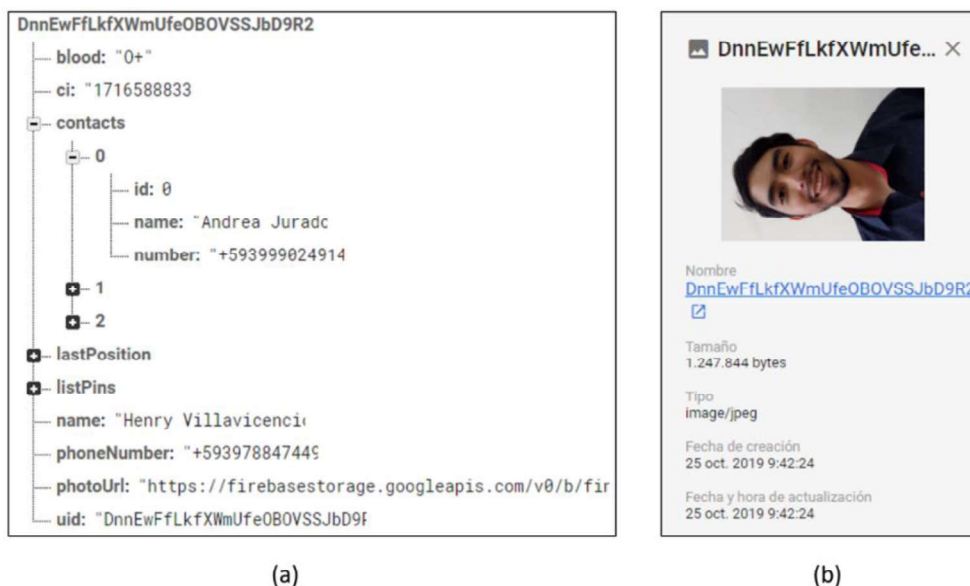 DnnEwFfLkfXWmUfeOBOVSSJbD9R2
blood: "O+"
ci: "1716588833
contacts
0
id: 0
name: "Andrea Jurado
number: "+593999024914
1
2
lastPosition
listPins
name: "Henry Villavicencio
phoneNumber: "+593978847449
photoUrl: "https://firebasestorage.googleapis.com/v0/b/fir
uid: "DnnEwFfLkfXWmUfeOBOVSSJbD9F
(a)
DnnEwFfLkfXWmUfe... ×
Nombre
DnnEwFfLkfXWmUfeOBOVSSJbD9R2
Tamaño
1.247.844 bytes
Tipo
image/jpeg
Fecha de creación
25 oct. 2019 9:42:24
Fecha y hora de actualización
25 oct. 2019 9:42:24
(b)